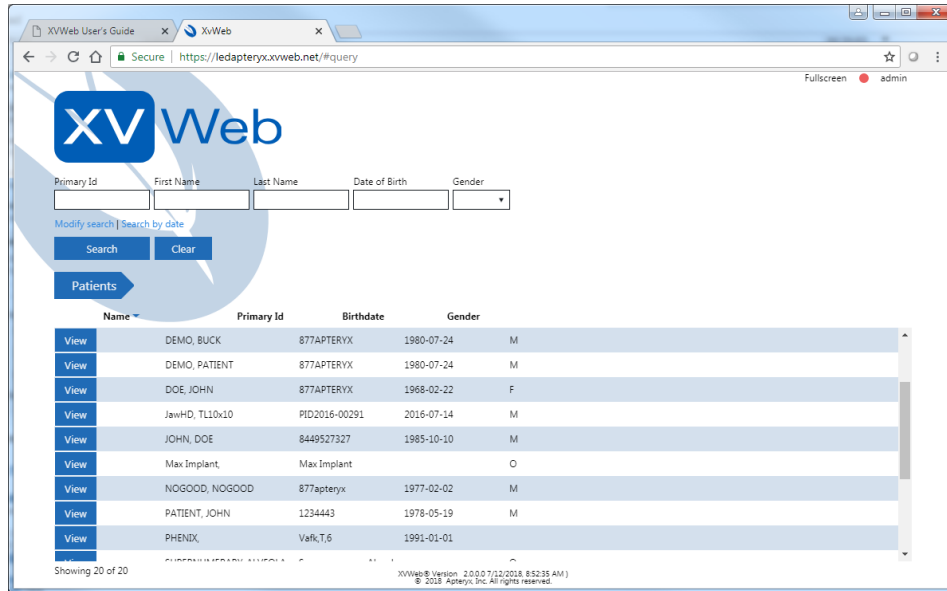 XVWeb User's Guide
XvWeb
Secure | https://ledapteryx.xvweb.net/#query
Fullscreen admin
XV Web
Primary Id First Name Last Name Date of Birth Gender
Modify search | Search by date
Search Clear
Patients
Name Primary Id Birthdate Gender
View DEMO, BUCK 877APTERYX 1980-07-24 M
View DEMO, PATIENT 877APTERYX 1980-07-24 M
View DOE, JOHN 877APTERYX 1968-02-22 F
View JawHD, TL10x10 PID2016-00291 2016-07-14 M
View JOHN, DOE 8449527327 1985-10-10 M
View Max Implant, Max Implant O
View NOGOOD, NOGOOD 877apteryx 1977-02-02 M
View PATIENT, JOHN 1234443 1978-05-19 M
View PHENIX, Vafk,T,6 1991-01-01
Showing 20 of 20
XVWeb® Version 2.0.0.0 7/12/2018, 8:52:35 AM )
© 2018 Apteryx, Inc. All rights reserved.